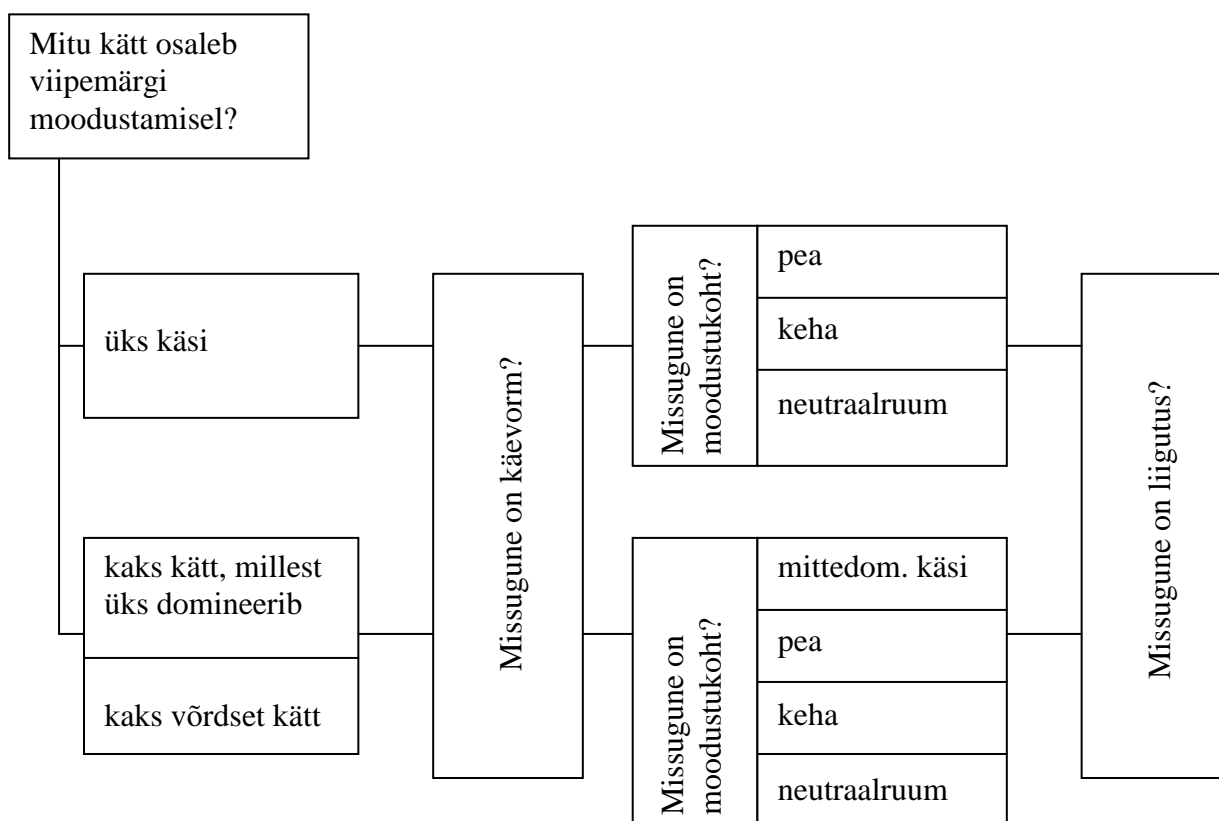 Mitu kätt osaleb
viipemärgi
moodustamisel?
üks käsi
kaks kätt, millest
üks domineerib
kaks võrdset kätt
Missugune on käevorm?
Missugune on
moodustukoht?
pea
keha
neutraalruum
Missugune on
moodustukoht?
mittedom. käsi
pea
keha
neutraalruum
Missugune on liigutus?